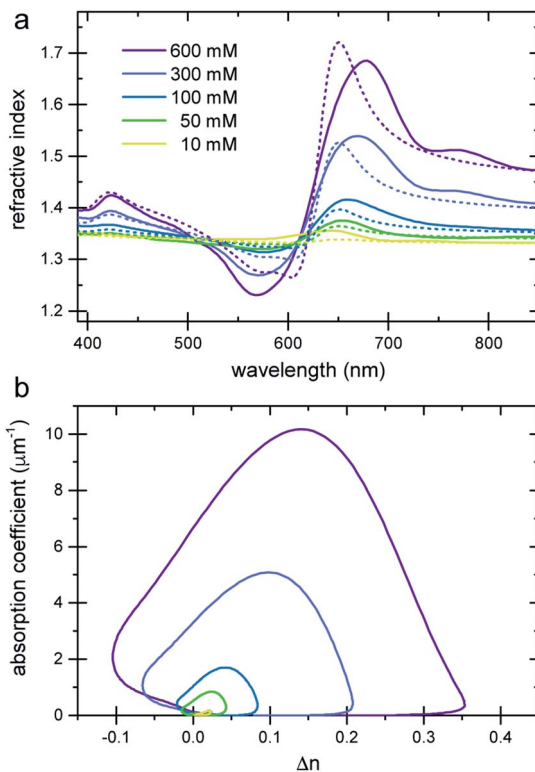 a
600 mM
300 mM
100 mM
50 mM
10 mM
refractive index
1.7
1.6
1.5
1.4
1.3
1.2
400 500 600 700 800
wavelength (nm)
b
absorption coefficient (μm⁻¹)
10
8
6
4
2
0
-0.1 0.0 0.1 0.2 0.3 0.4
Δn